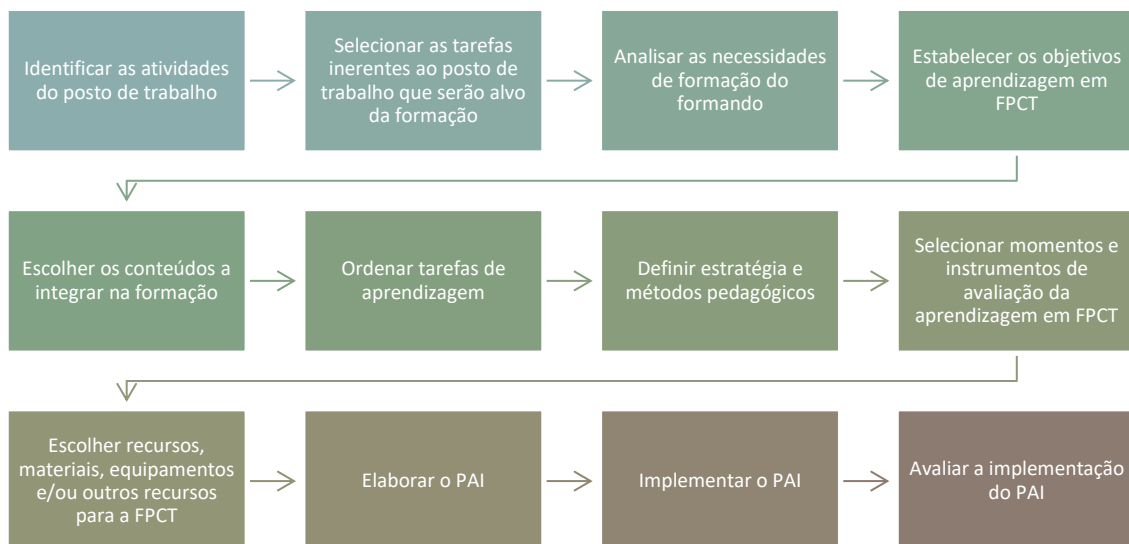 Identificar as atividades
do posto de trabalho
Selecionar as tarefas
inerentes ao posto de
trabalho que serão alvo
da formação
Analisar as necessidades
de formação do
formando
Estabelecer os objetivos
de aprendizagem em
FPCT
Escolher os conteúdos a
integrar na formação
Ordenar tarefas de
aprendizagem
Definir estratégia e
métodos pedagógicos
Selecionar momentos e
instrumentos de
avaliação da
aprendizagem em FPCT
Escolher recursos,
materiais, equipamentos
e/ou outros recursos
para a FPCT
Elaborar o PAI
Implementar o PAI
Avaliar a implementação
do PAI